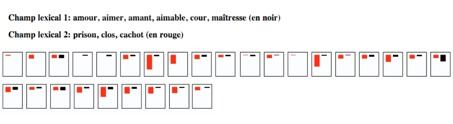 Champ lexical 1: amour, aimer, amant, aimable, cour, maîtresse (en noir)
Champ lexical 2: prison, clos, cachot (en rouge)